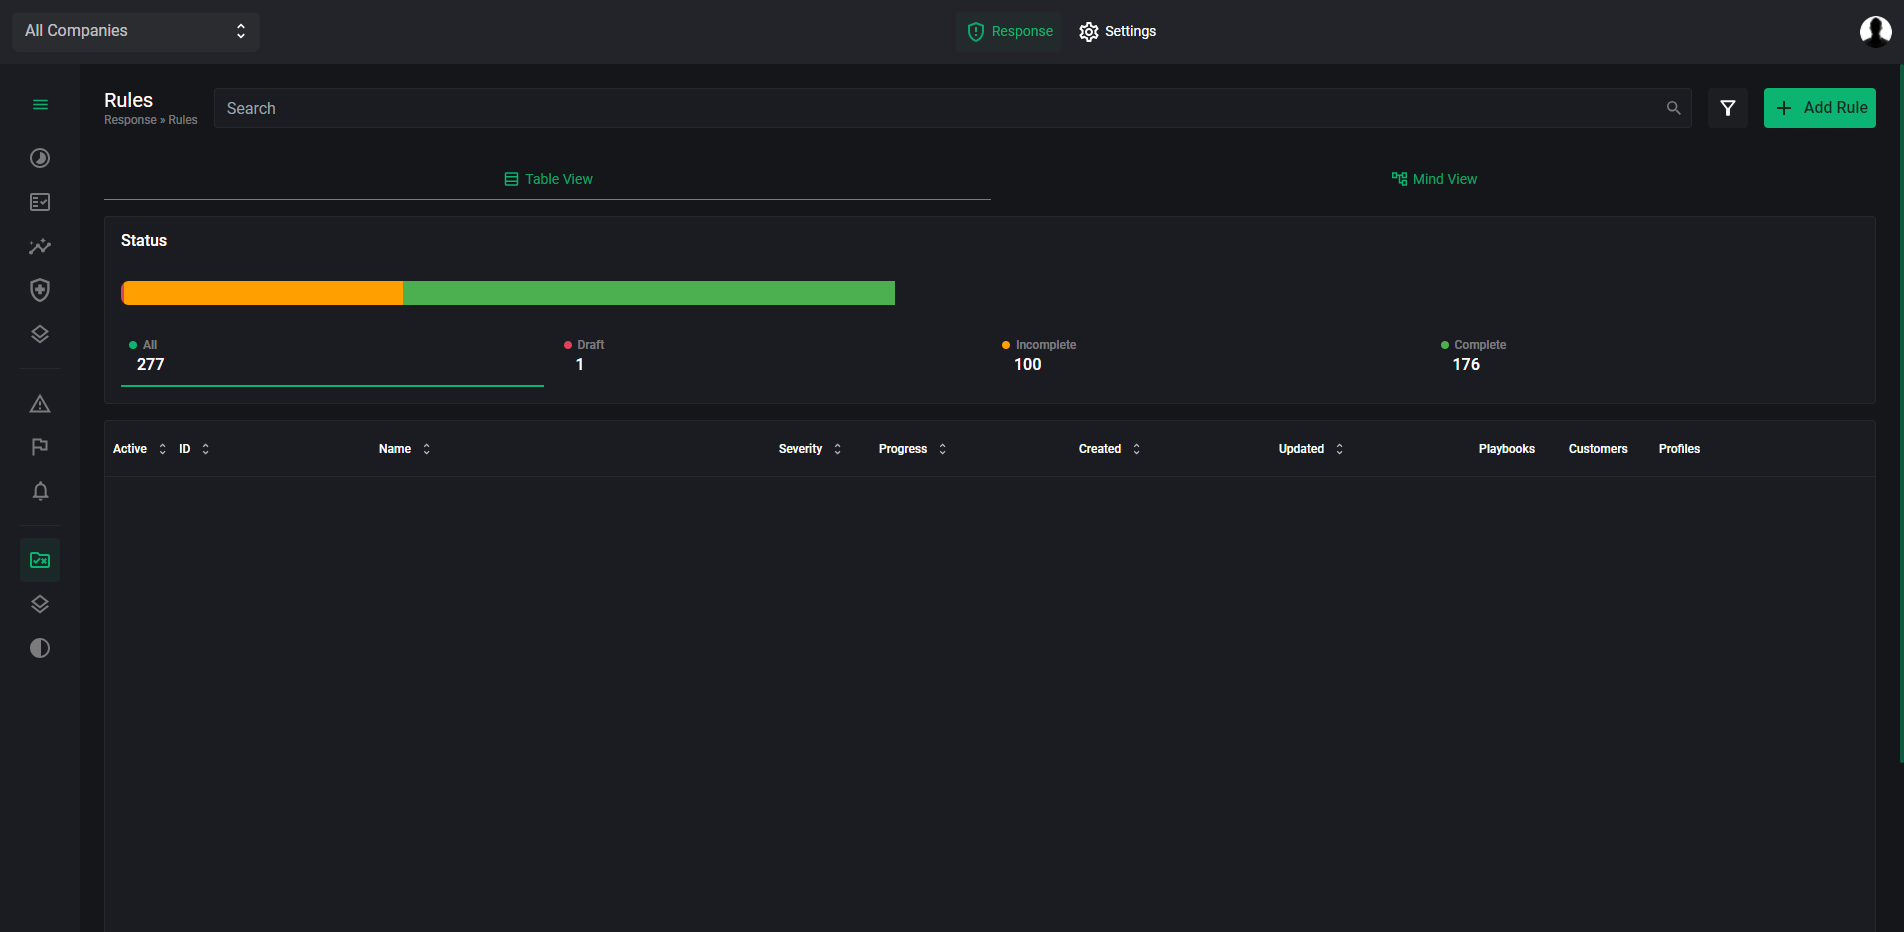 All Companies
Response
Settings
Rules
Response » Rules
Search
Add Rule
Table View
Mind View
Status
All
277
Draft
1
Incomplete
100
Complete
176
Active ID Name Severity Progress Created Updated Playbooks Customers Profiles